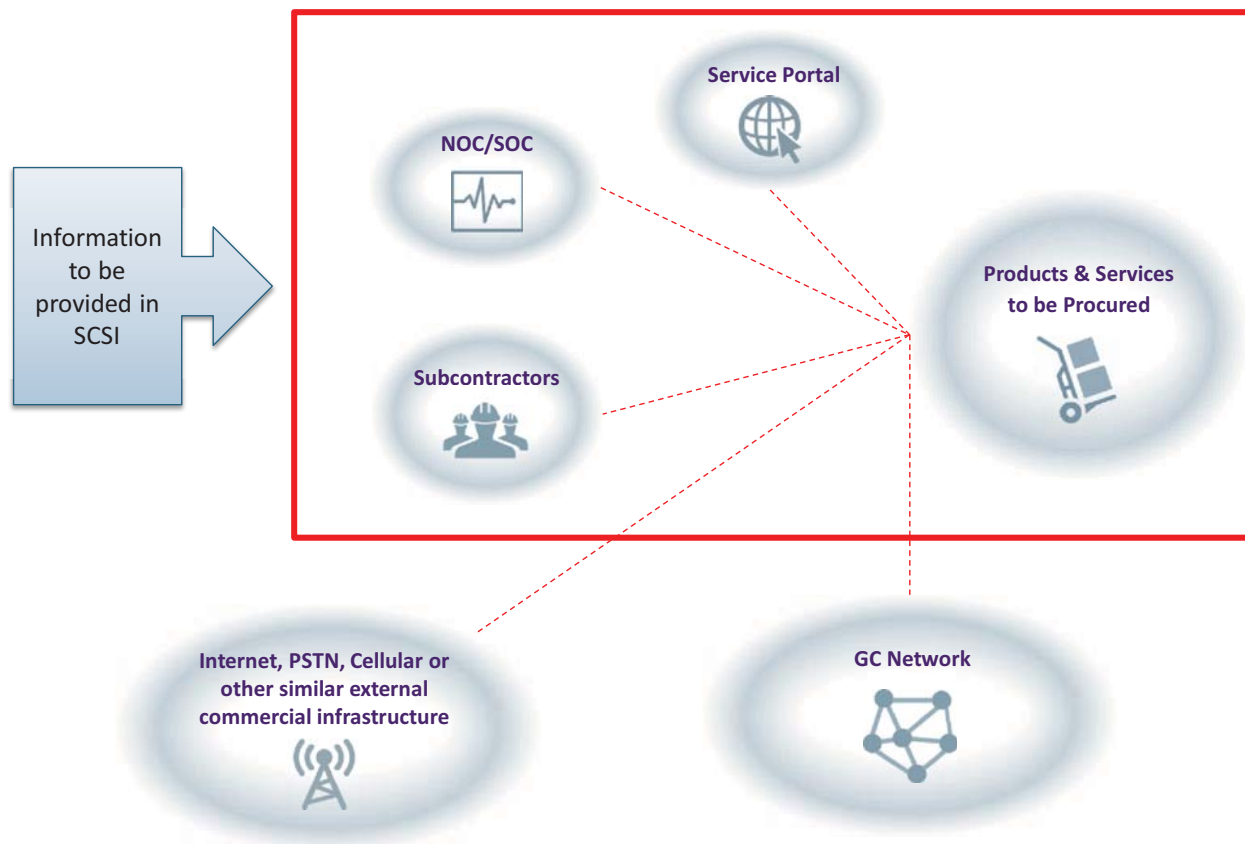 Service Portal
NOC/SOC
Information
to be
provided in
SCSI
Products & Services
to be Procured
Subcontractors
Internet, PSTN, Cellular or
other similar external
commercial infrastructure
GC Network